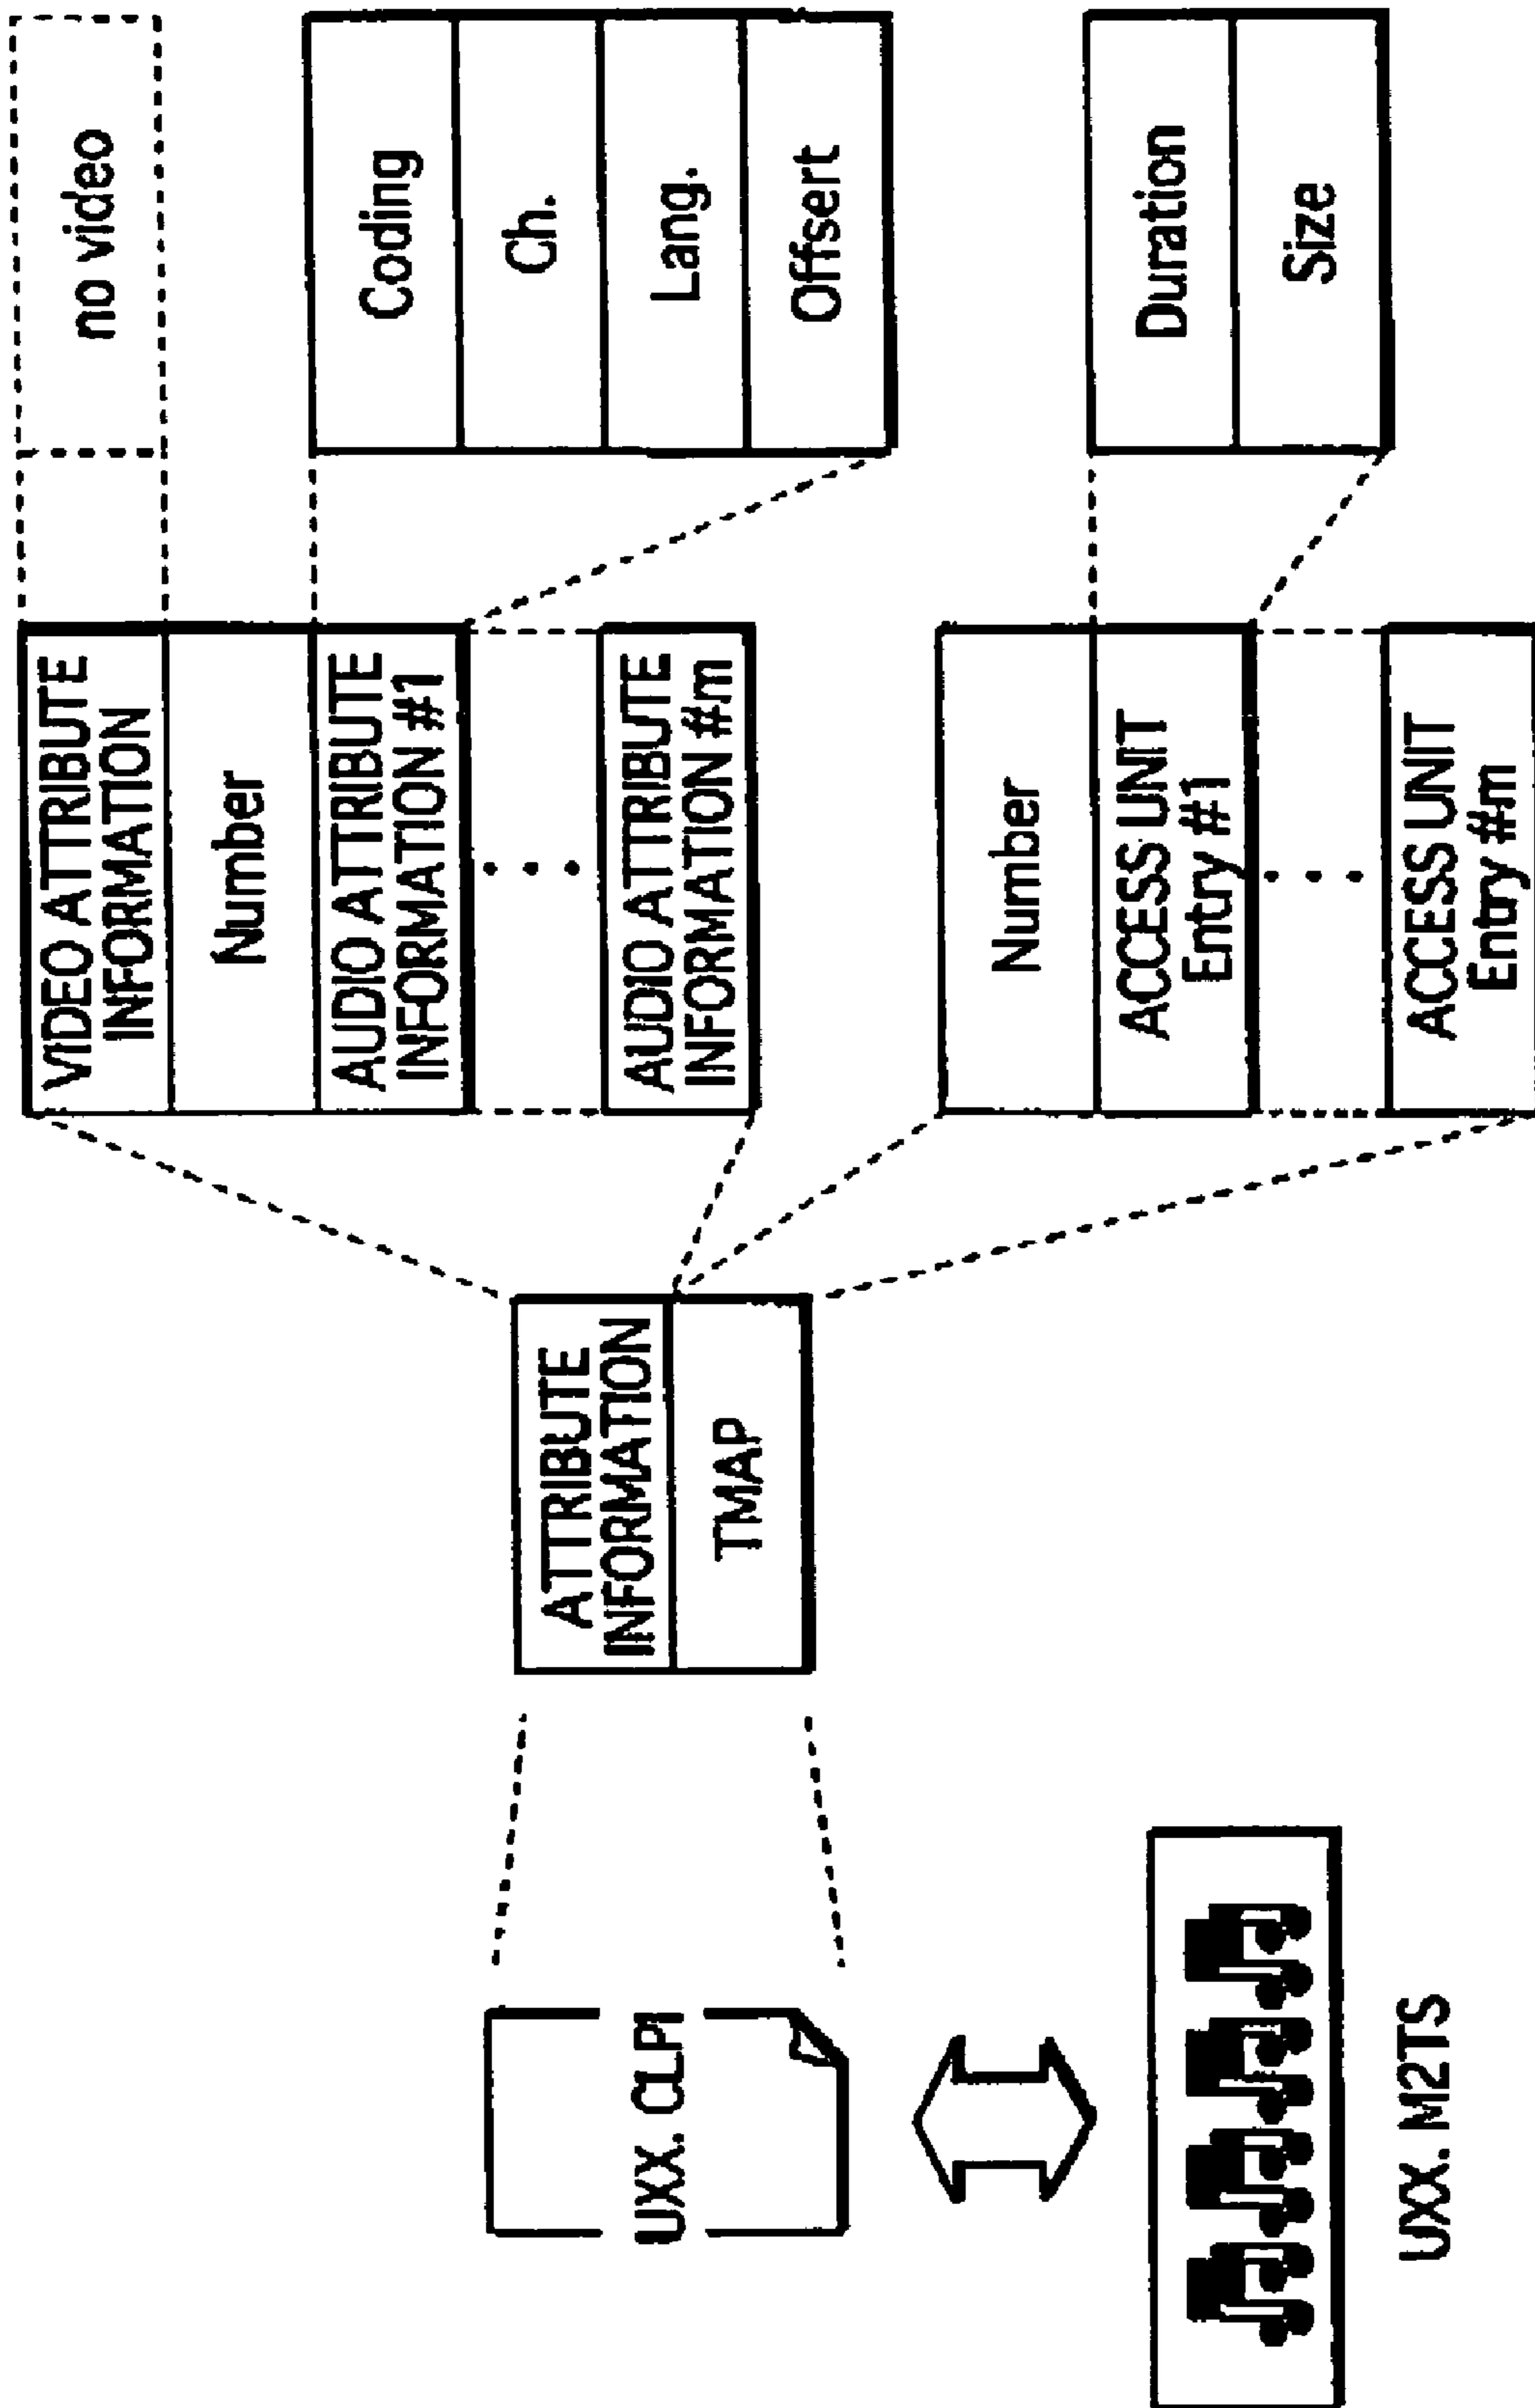 UXX. CLPI
UXX. M2TS
ATTRIBUTE
INFORMATION
TMAP
VIDEO ATTRIBUTE
INFORMATION
Number
AUDIO ATTRIBUTE
INFORMATION #1
AUDIO ATTRIBUTE
INFORMATION #m
Number
ACCESS UNIT
Entry #1
ACCESS UNIT
Entry #m
no video
Coding
Ch.
Lang.
Offsert
Duration
Size